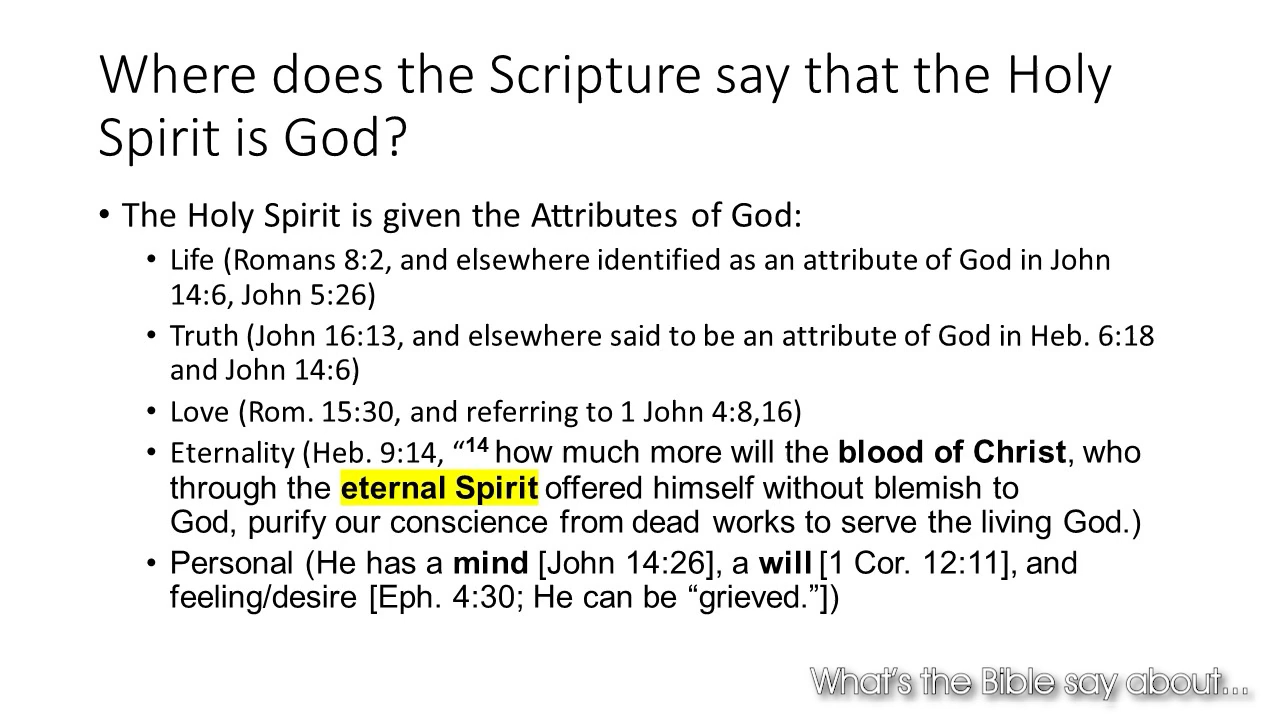 Where does the Scripture say that the Holy
Spirit is God?
• The Holy Spirit is given the Attributes of God:
• Life (Romans 8:2, and elsewhere identified as an attribute of God in John
14:6, John 5:26)
• Truth (John 16:13, and elsewhere said to be an attribute of God in Heb. 6:18
and John 14:6)
• Love (Rom. 15:30, and referring to 1 John 4:8,16)
• Eternality (Heb. 9:14, “14 how much more will the blood of Christ, who
through the eternal Spirit offered himself without blemish to
God, purify our conscience from dead works to serve the living God.)
• Personal (He has a mind [John 14:26], a will [1 Cor. 12:11], and
feeling/desire [Eph. 4:30; He can be “grieved.”])
What's the Bible say about...